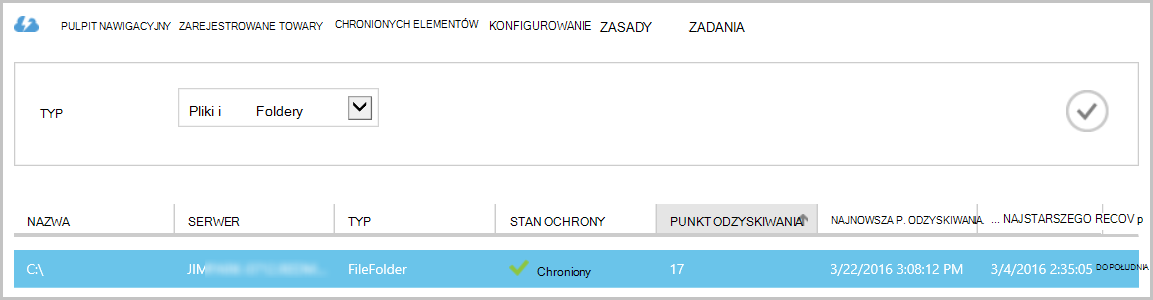 PULPIT NAWIGACYJNY ZAREJESTROWANE TOWARY CHRONIONYCH ELEMENTÓW KONFIGUROWANIE ZASADY ZADANIA
TYP Pliki i Foldery
NAZWA SERWER TYP STAN OCHRONY PUNKT ODZYSKIWANIA NAJNOWSZA P. ODZYSKIWANIA. ... NAJSTARSZEGO RECOV p
C:\ FileFolder Chroniony 17 3/22/2016 3:08:12 PM 3/4/2016 2:35:05 DO POŁUDNIA